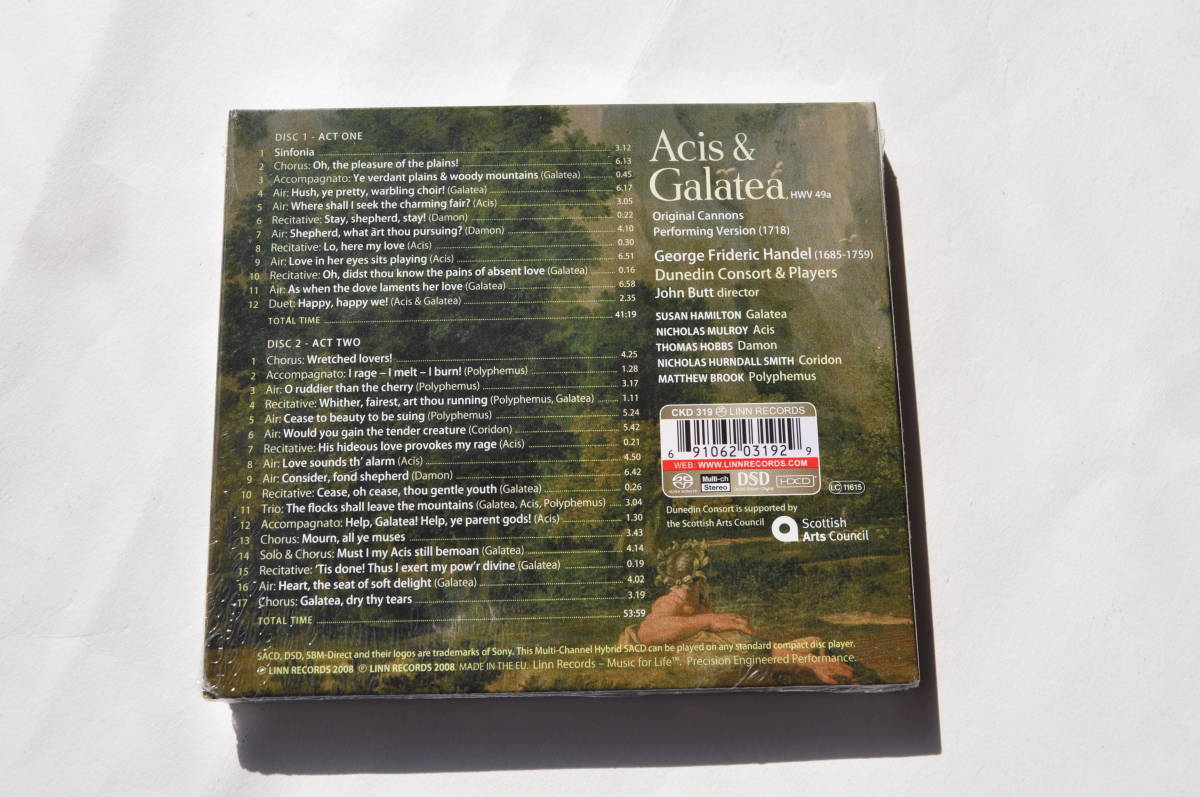 DISC 1 - ACT ONE
1 Sinfonia 3.12
2 Chorus: Oh, the pleasure of the plains! 6.13
3 Accompagnato: Ye verdant plains & woody mountains (Galatea) 0.45
4 Air: Hush, ye pretty, warbling choir! (Galatea) 6.17
5 Air: Where shall I seek the charming fair? (Acis) 3.05
6 Recitative: Stay, shepherd, stay! (Damon) 0.22
7 Air: Shepherd, what art thou pursuing? (Damon) 4.10
8 Recitative: Lo, here my love (Acis) 0.30
9 Air: Love in her eyes sits playing (Acis) 6.51
10 Recitative: Oh, didst thou know the pains of absent love (Galatea) 0.16
11 Air: As when the dove laments her love (Galatea) 6.58
12 Duet: Happy, happy we! (Acis & Galatea) 2.35
TOTAL TIME 41:19
DISC 2 - ACT TWO
1 Chorus: Wretched lovers! 4.25
2 Accompagnato: I rage – I melt – I burn! (Polyphemus) 1.28
3 Air: O ruddier than the cherry (Polyphemus) 3.17
4 Recitative: Whither, fairest, art thou running (Polyphemus, Galatea) 1.11
5 Air: Cease to beauty to be suing (Polyphemus) 5.24
6 Air: Would you gain the tender creature (Coridon) 5.42
7 Recitative: His hideous love provokes my rage (Acis) 0.21
8 Air: Love sounds th' alarm (Acis) 4.50
9 Air: Consider, fond shepherd (Damon) 6.42
10 Recitative: Cease, oh cease, thou gentle youth (Galatea) 0.26
11 Trio: The flocks shall leave the mountains (Galatea, Acis, Polyphemus) 3.04
12 Accompagnato: Help, Galatea! Help, ye parent gods! (Acis) 1.30
13 Chorus: Mourn, all ye muses 3.43
14 Solo & Chorus: Must I my Acis still bemoan (Galatea) 4.14
15 Recitative: 'Tis done! Thus I exert my pow'r divine (Galatea) 0.19
16 Air: Heart, the seat of soft delight (Galatea) 4.02
17 Chorus: Galatea, dry thy tears 3.19
TOTAL TIME 53:59
Acis &
Galatea, HWV 49a
Original Cannons
Performing Version (1718)
George Frideric Handel (1685-1759)
Dunedin Consort & Players
John Butt director
SUSAN HAMILTON Galatea
NICHOLAS MULROY Acis
THOMAS HOBBS Damon
NICHOLAS HURNDALL SMITH Coridon
MATTHEW BROOK Polyphemus
CKD 319 LINN RECORDS
6 91062 03192 9
WEB: WWW.LINNRECORDS.COM
Multi-ch
Stereo
DSD
HDCD
LC 11615
Dunedin Consort is supported by
the Scottish Arts Council
Scottish
Arts Council
SACD, DSD, SBM-Direct and their logos are trademarks of Sony. This Multi-Channel Hybrid SACD can be played on any standard compact disc player.
© LINN RECORDS 2008 ℗ LINN RECORDS 2008. MADE IN THE EU. Linn Records – Music for Life™. Precision Engineered Performance.